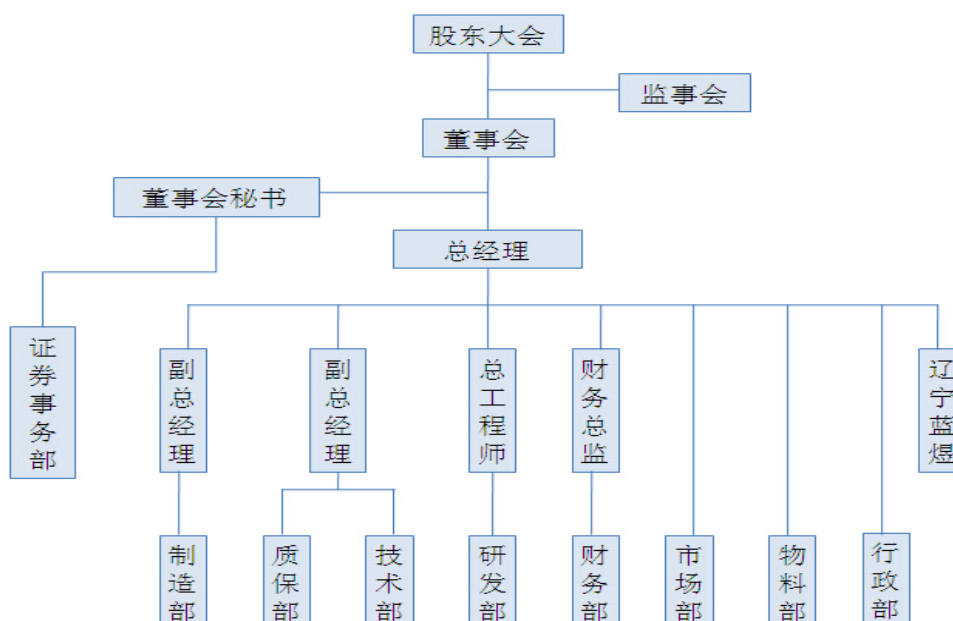 股东大会
监事会
董事会
董事会秘书
总经理
证券事务部
副总经理
副总经理
总工程师
财务总监
辽宁蓝煜
制造部
质保部
技术部
研发部
财务部
市场部
物料部
行政部